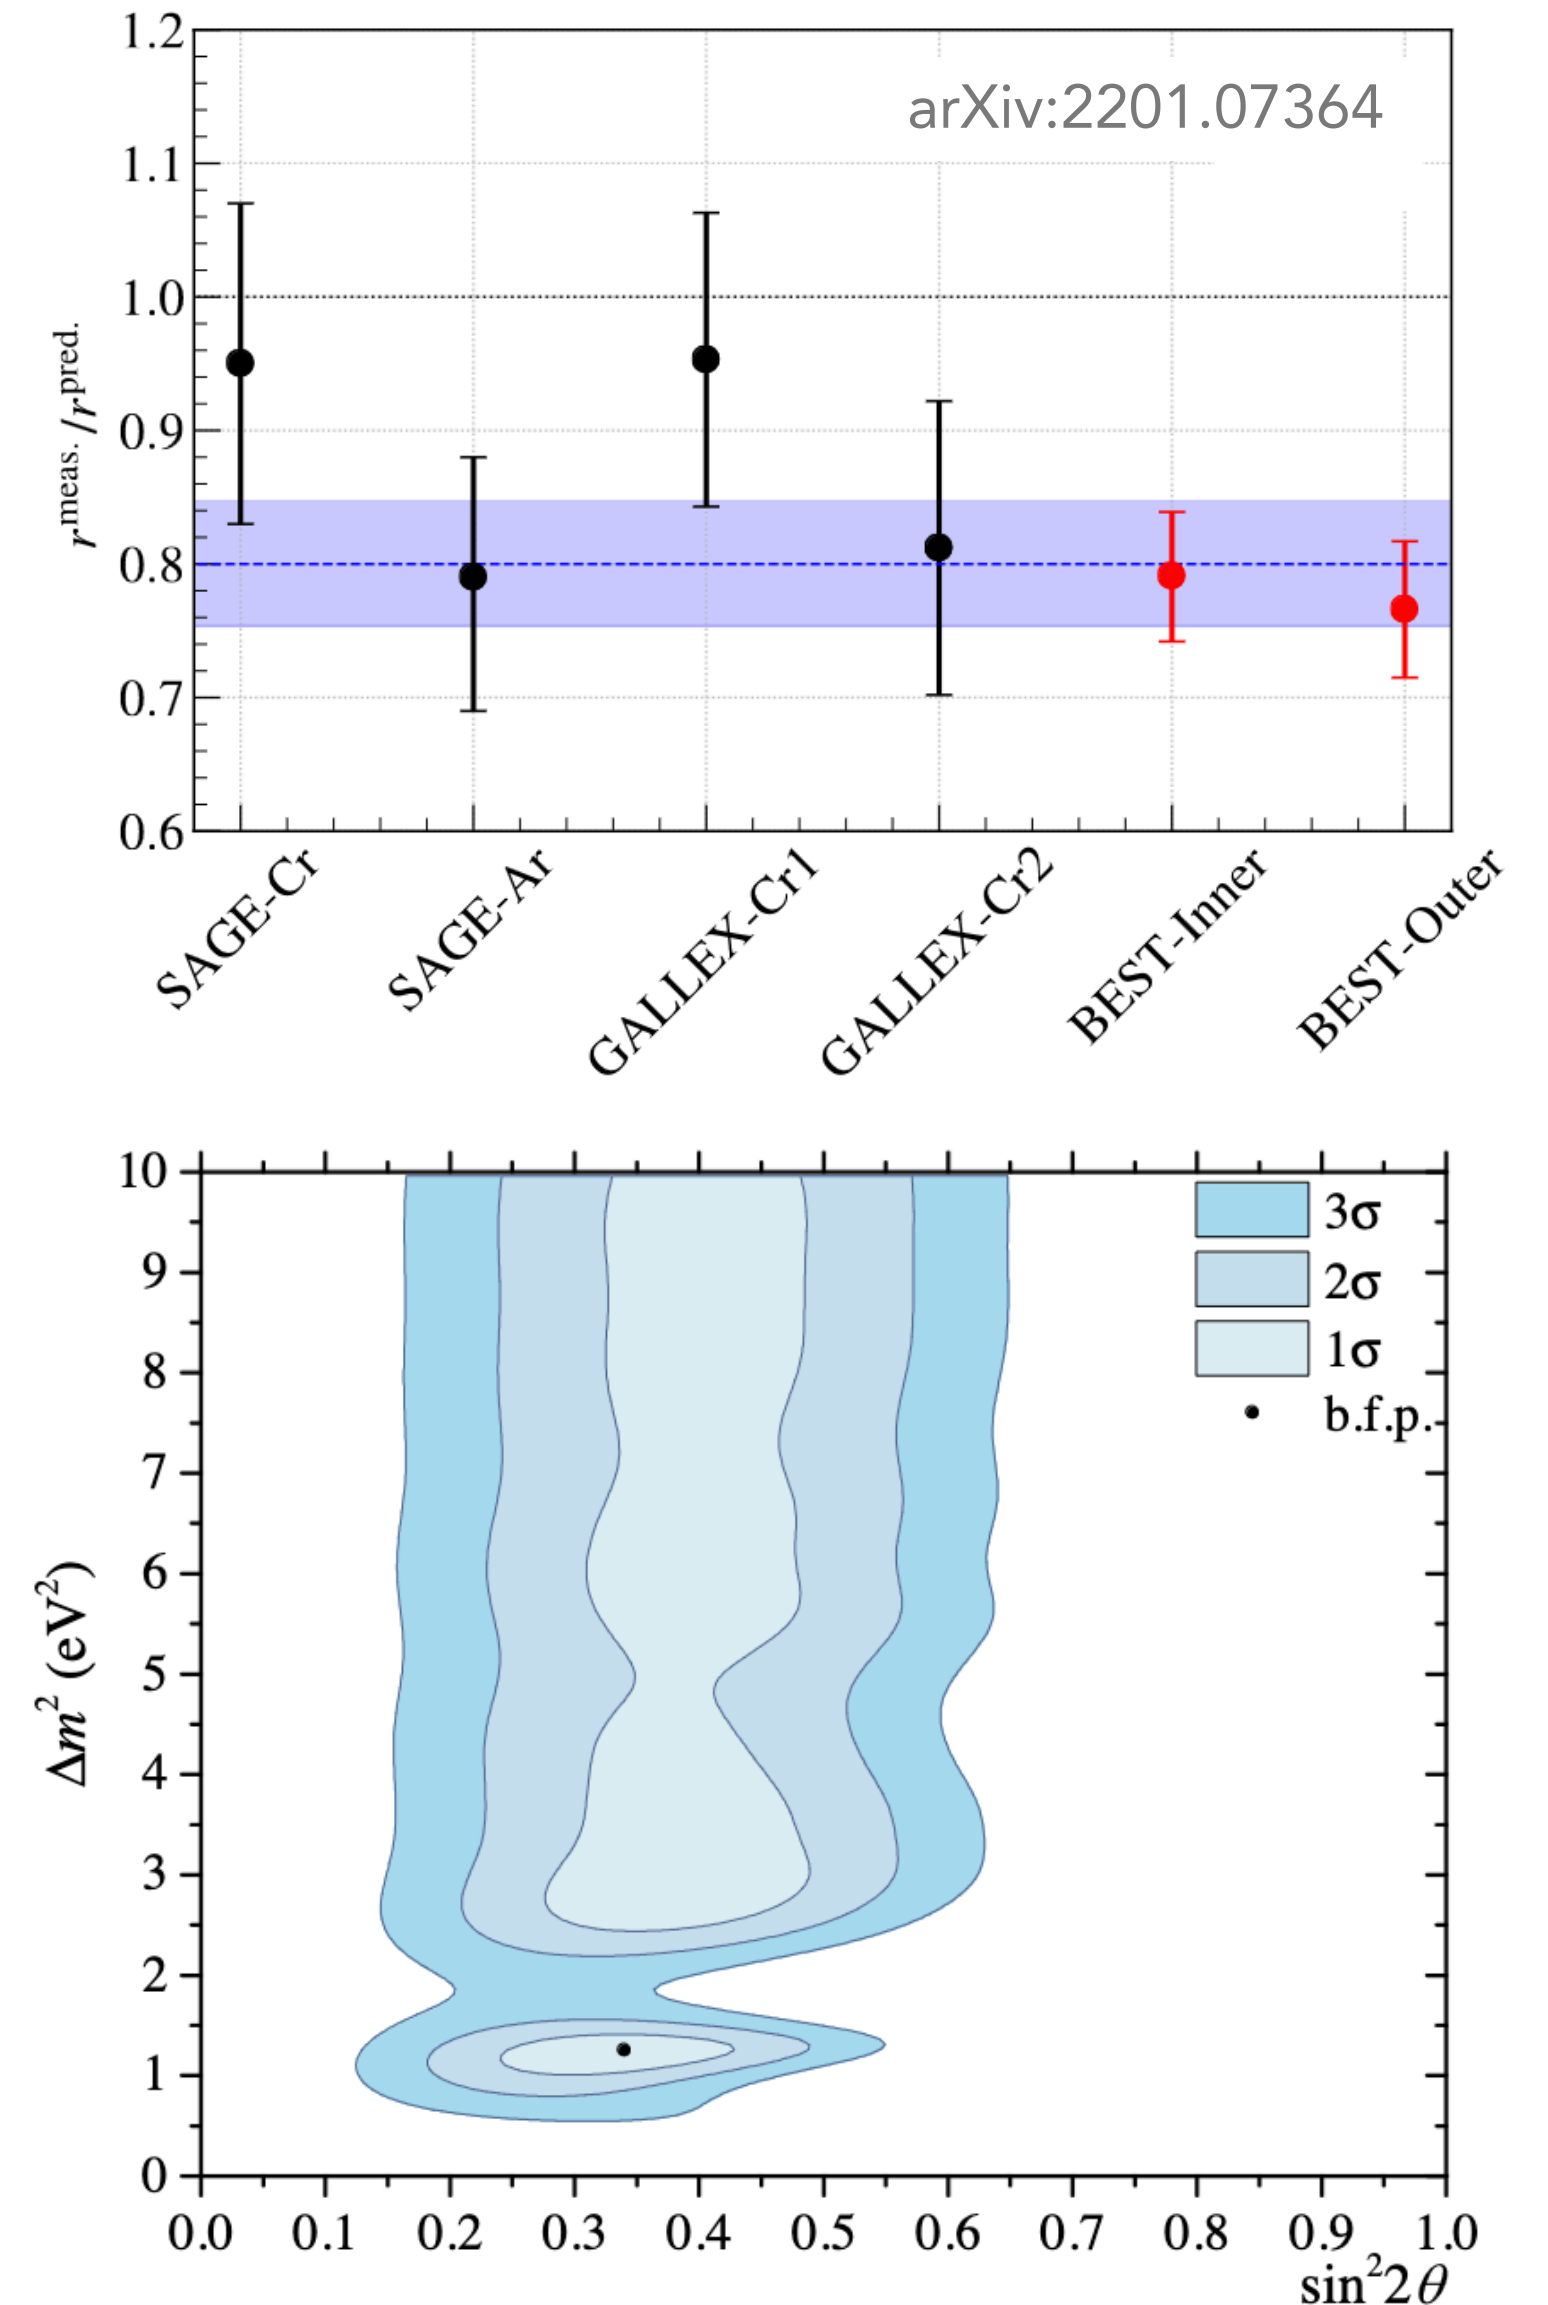 arXiv:2201.07364
1.2
1.1
1.0
0.9
0.8
0.7
0.6
r^meas. / r^pred.
SAGE-Cr
SAGE-Ar
GALLEX-Cr1
GALLEX-Cr2
BEST-Inner
BEST-Outer
10
9
8
7
6
5
4
3
2
1
0
Δm² (eV²)
3σ
2σ
1σ
b.f.p.
0.0 0.1 0.2 0.3 0.4 0.5 0.6 0.7 0.8 0.9 1.0
sin²2θ